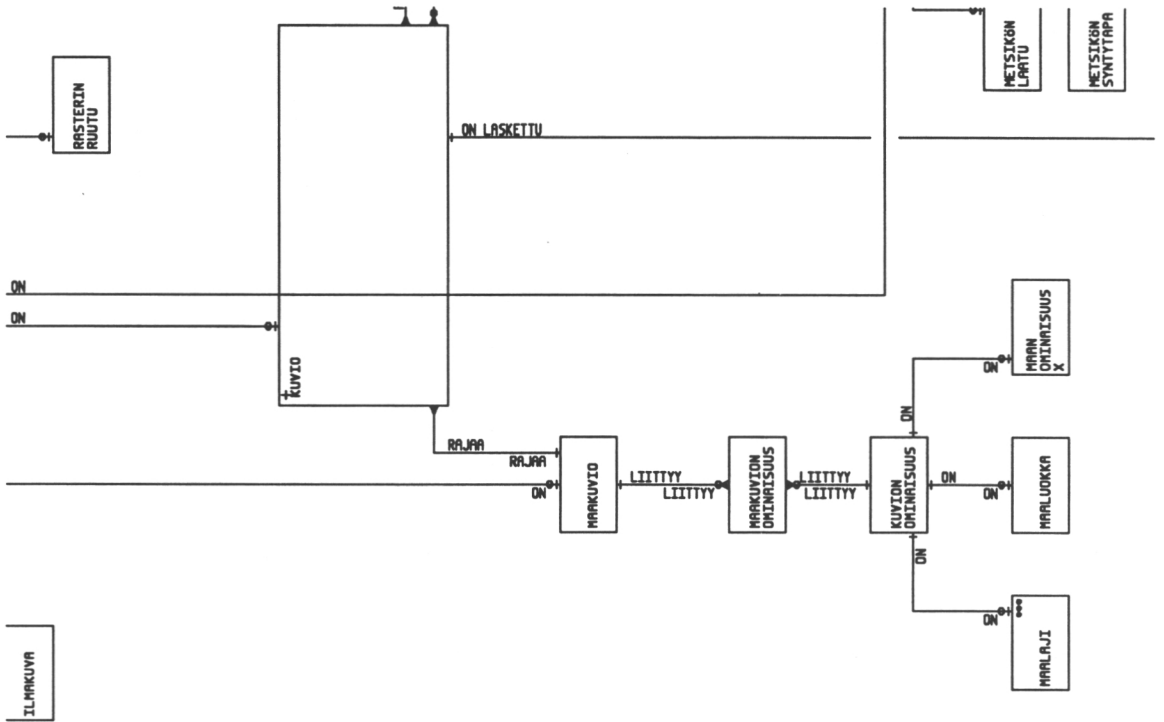 METSIKÖN
LAATU
METSIKÖN
SYNTYTAPA
RASTERIN
RUUTU
ON LASKETTU
ON
ON
KUVIO
MAAN
OMINAISUUS
X
ON
ON
RAJAA
RAJAA
ON
MAAKUVIO
LIITTYY
LIITTYY
MAAKUVION
OMINAISUUS
LIITTYY
LIITTYY
KUVION
OMINAISUUS
ON
ON
MAALUOKKA
ON
ON
MAALAJI
ILMAKUVA